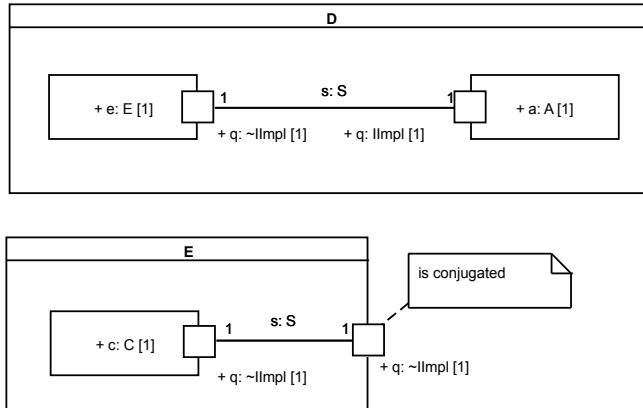 D
+ e: E [1]
1
s: S
1
+ a: A [1]
+ q: ~IImpl [1]
+ q: IImpl [1]
E
is conjugated
+ c: C [1]
1
s: S
1
+ q: ~IImpl [1]
+ q: ~IImpl [1]